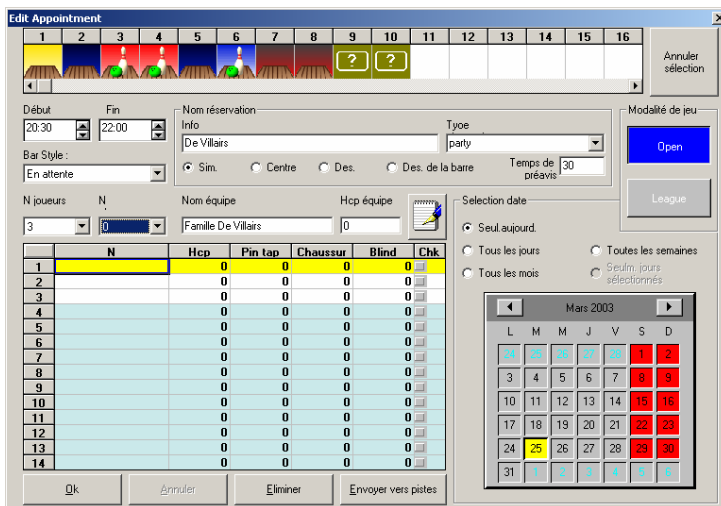 Edit Appointment
1 2 3 4 5 6 7 8 9 10 11 12 13 14 15 16
? ?
Annuler
sélection
Début Fin
20:30 22:00
Bar Style :
En attente
Nom réservation
Info Tyoe
De Villairs party
Sim. Centre Des. Des. de la barre Temps de
préavis 30
Modalité de jeu
Open
League
N joueurs N
3 0
Nom équipe Hcp équipe
Famille De Villairs 0
Selection date
Seul.aujourd.
Tous les jours Toutes les semaines
Tous les mois Seulm. jours
sélectionnés
N Hcp Pin tap Chaussur Blind Chk
1 0 0 0 0
2 0 0 0 0
3 0 0 0 0
4 0 0 0 0
5 0 0 0 0
6 0 0 0 0
7 0 0 0 0
8 0 0 0 0
9 0 0 0 0
10 0 0 0 0
11 0 0 0 0
12 0 0 0 0
13 0 0 0 0
14 0 0 0 0
Mars 2003
L M M J V S D
24 25 26 27 28 1 2
3 4 5 6 7 8 9
10 11 12 13 14 15 16
17 18 19 20 21 22 23
24 25 26 27 28 29 30
31 1 2 3 4 5 6
Ok Annuler Eliminer Envoyer vers pistes